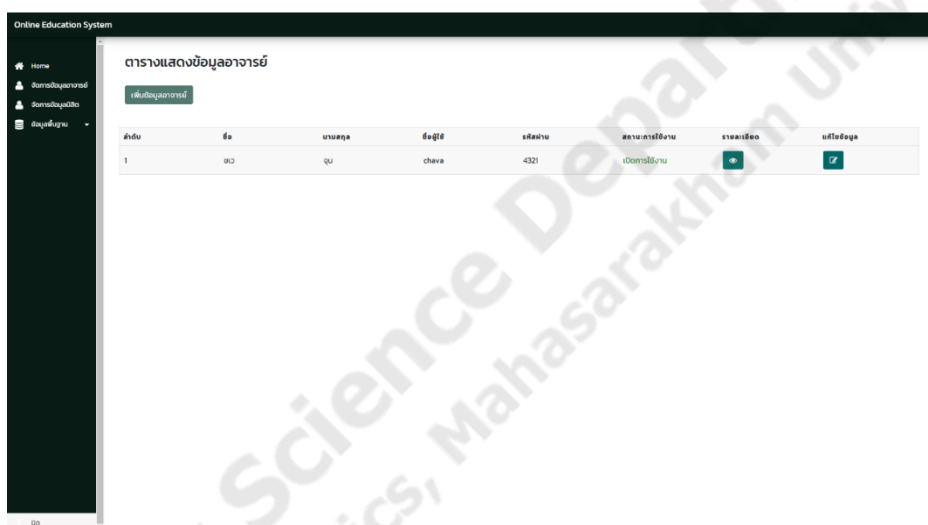 Online Education System
Home
จัดการข้อมูลอาจารย์
จัดการข้อมูลนิสิต
ข้อมูลพื้นฐาน
ตารางแสดงข้อมูลอาจารย์
เพิ่มข้อมูลอาจารย์
ลำดับ ชื่อ นามสกุล ชื่อผู้ใช้ รหัสผ่าน สถานะการใช้งาน รายละเอียด แก้ไขข้อมูล
1 ชเว จุน chava 4321 เปิดการใช้งาน
Science Depart
ics, Mahasarakham Univ